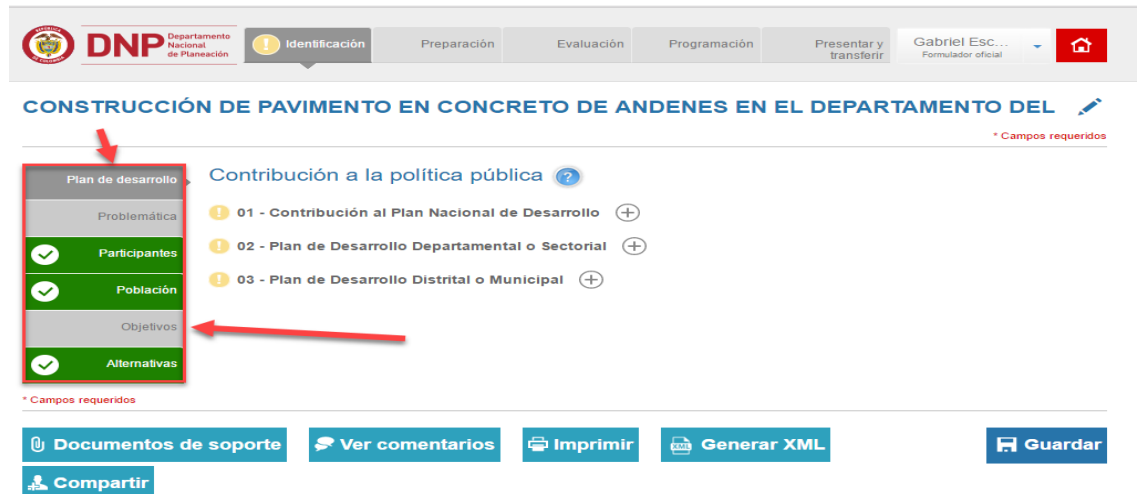 DNP Departamento
Nacional
de Planeación
Identificación
Preparación
Evaluación
Programación
Presentar y
transferir
Gabriel Esc...
Formulador oficial
CONSTRUCCIÓN DE PAVIMENTO EN CONCRETO DE ANDENES EN EL DEPARTAMENTO DEL
* Campos requeridos
Plan de desarrollo
Problemática
Participantes
Población
Objetivos
Alternativas
Contribución a la política pública ?
01 - Contribución al Plan Nacional de Desarrollo
02 - Plan de Desarrollo Departamental o Sectorial
03 - Plan de Desarrollo Distrital o Municipal
* Campos requeridos
Documentos de soporte
Ver comentarios
Imprimir
XML Generar XML
Guardar
Compartir